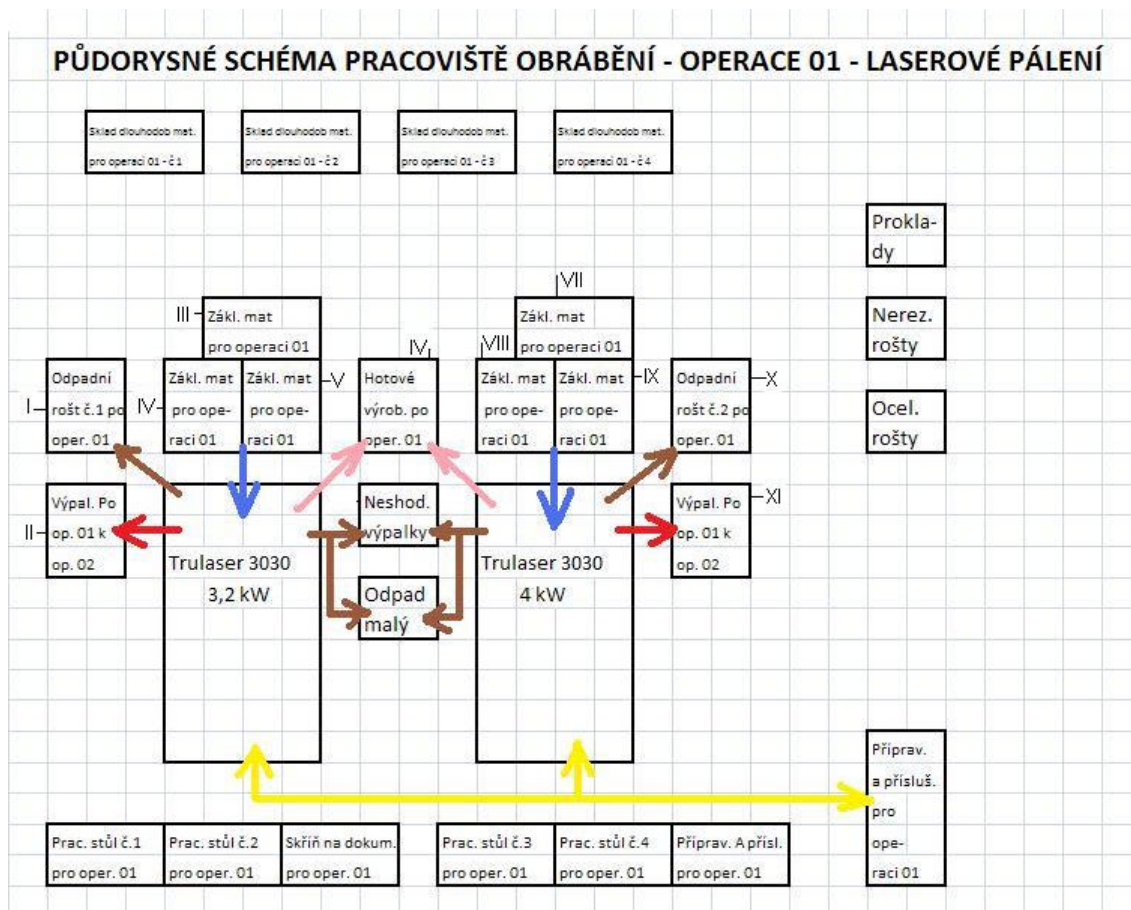 PŮDORYSNÉ SCHÉMA PRACOVIŠTĚ OBRÁBĚNÍ - OPERACE 01 - LASEROVÉ PÁLENÍ
Sklad dlouhodob mat.
pro operaci 01 - č1
Sklad dlouhodob mat.
pro operaci 01 - č2
Sklad dlouhodob mat.
pro operaci 01 - č3
Sklad dlouhodob mat.
pro operaci 01 - č4
Prokla-
dy
Nerez.
rošty
Ocel.
rošty
III
Zákl. mat
pro operaci 01
VII
Zákl. mat
pro operaci 01
I
Odpadní
rošt č.1 po
oper. 01
IV
Zákl. mat
pro ope-
raci 01
Zákl. mat
pro ope-
raci 01
V
IV
Hotové
výrob. po
oper. 01
VIII
Zákl. mat
pro ope-
raci 01
Zákl. mat
pro ope-
raci 01
IX
Odpadní
rošt č.2 po
oper. 01
X
II
Výpal. Po
op. 01 k
op. 02
Trulaser 3030
3,2 kW
Neshod.
výpalky
Odpad
malý
Trulaser 3030
4 kW
Výpal. Po
op. 01 k
op. 02
XI
Příprav.
a přísluš.
pro
ope-
raci 01
Prac. stůl č.1
pro oper. 01
Prac. stůl č.2
pro oper. 01
Skříň na dokum.
pro oper. 01
Prac. stůl č.3
pro oper. 01
Prac. stůl č.4
pro oper. 01
Příprav. A přísl.
pro oper. 01